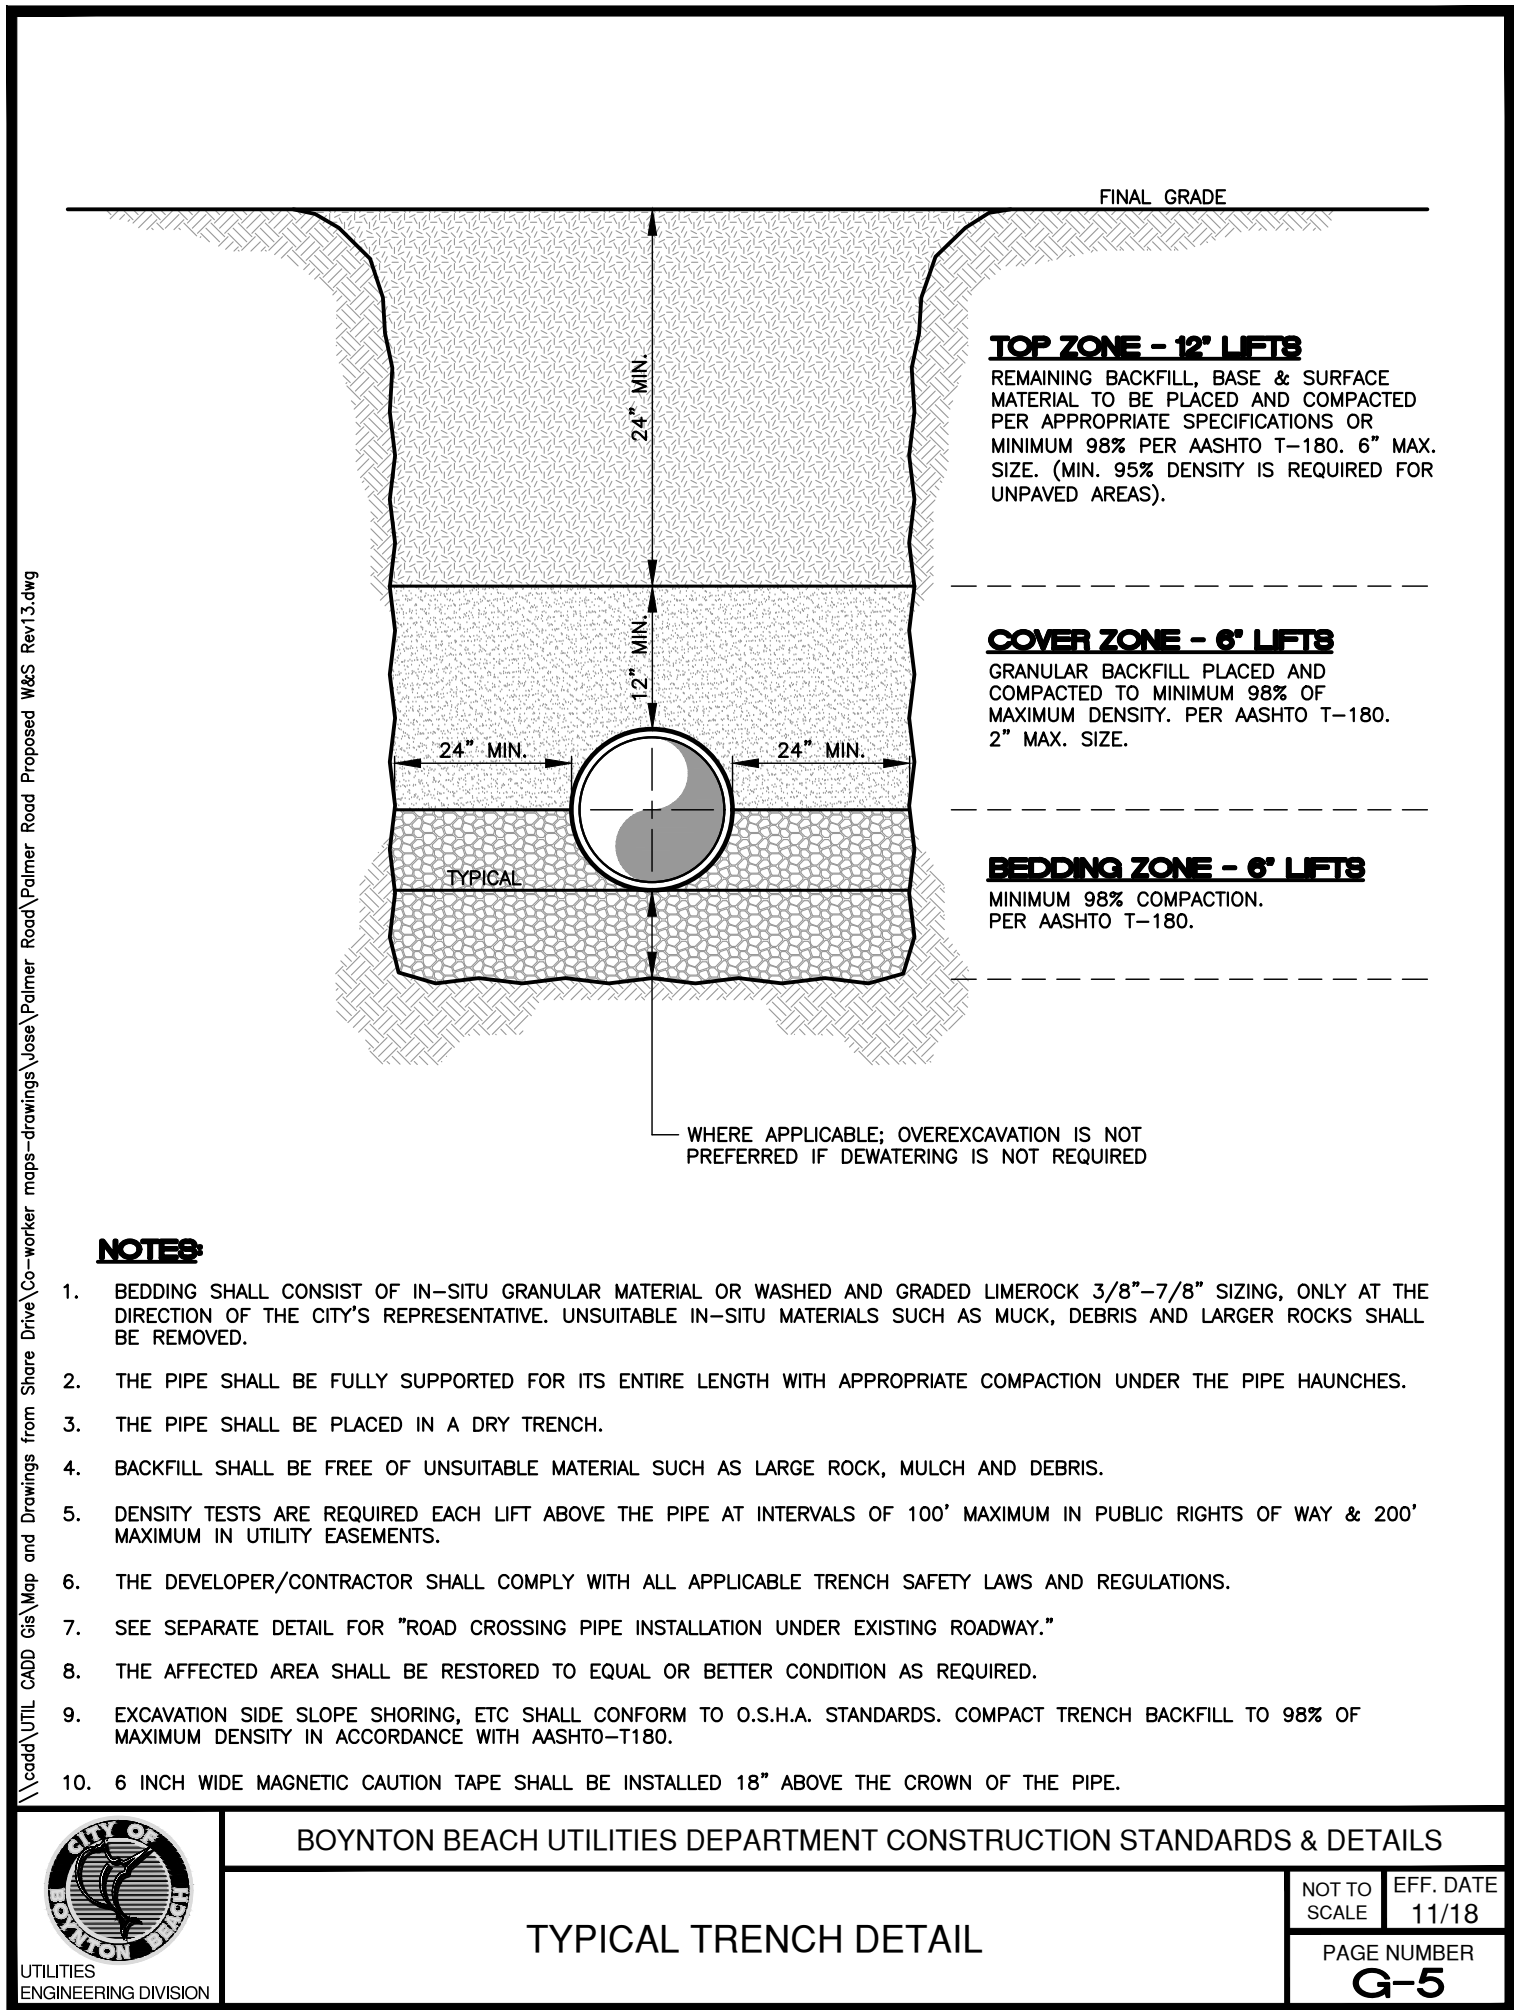 FINAL GRADE
24" MIN.
TOP ZONE - 12" LIFTS
REMAINING BACKFILL, BASE & SURFACE
MATERIAL TO BE PLACED AND COMPACTED
PER APPROPRIATE SPECIFICATIONS OR
MINIMUM 98% PER AASHTO T-180. 6" MAX.
SIZE. (MIN. 95% DENSITY IS REQUIRED FOR
UNPAVED AREAS).
12" MIN.
COVER ZONE - 6" LIFTS
GRANULAR BACKFILL PLACED AND
COMPACTED TO MINIMUM 98% OF
MAXIMUM DENSITY. PER AASHTO T-180.
2" MAX. SIZE.
24" MIN.
24" MIN.
BEDDING ZONE - 6" LIFTS
MINIMUM 98% COMPACTION.
PER AASHTO T-180.
TYPICAL
WHERE APPLICABLE; OVEREXCAVATION IS NOT
PREFERRED IF DEWATERING IS NOT REQUIRED
NOTES:
1. BEDDING SHALL CONSIST OF IN-SITU GRANULAR MATERIAL OR WASHED AND GRADED LIMEROCK 3/8"-7/8" SIZING, ONLY AT THE
DIRECTION OF THE CITY'S REPRESENTATIVE. UNSUITABLE IN-SITU MATERIALS SUCH AS MUCK, DEBRIS AND LARGER ROCKS SHALL
BE REMOVED.
2. THE PIPE SHALL BE FULLY SUPPORTED FOR ITS ENTIRE LENGTH WITH APPROPRIATE COMPACTION UNDER THE PIPE HAUNCHES.
3. THE PIPE SHALL BE PLACED IN A DRY TRENCH.
4. BACKFILL SHALL BE FREE OF UNSUITABLE MATERIAL SUCH AS LARGE ROCK, MULCH AND DEBRIS.
5. DENSITY TESTS ARE REQUIRED EACH LIFT ABOVE THE PIPE AT INTERVALS OF 100' MAXIMUM IN PUBLIC RIGHTS OF WAY & 200'
MAXIMUM IN UTILITY EASEMENTS.
6. THE DEVELOPER/CONTRACTOR SHALL COMPLY WITH ALL APPLICABLE TRENCH SAFETY LAWS AND REGULATIONS.
7. SEE SEPARATE DETAIL FOR "ROAD CROSSING PIPE INSTALLATION UNDER EXISTING ROADWAY."
8. THE AFFECTED AREA SHALL BE RESTORED TO EQUAL OR BETTER CONDITION AS REQUIRED.
9. EXCAVATION SIDE SLOPE SHORING, ETC SHALL CONFORM TO O.S.H.A. STANDARDS. COMPACT TRENCH BACKFILL TO 98% OF
MAXIMUM DENSITY IN ACCORDANCE WITH AASHTO-T180.
10. 6 INCH WIDE MAGNETIC CAUTION TAPE SHALL BE INSTALLED 18" ABOVE THE CROWN OF THE PIPE.
\\cadd\UTIL CADD Gis\Map and Drawings from Share Drive\Co-worker maps-drawings\Jose\Palmer Road\Palmer Road Proposed W&S Rev13.dwg
CITY OF
BOYNTON BEACH
UTILITIES
ENGINEERING DIVISION
BOYNTON BEACH UTILITIES DEPARTMENT CONSTRUCTION STANDARDS & DETAILS
TYPICAL TRENCH DETAIL
NOT TO
SCALE
EFF. DATE
11/18
PAGE NUMBER
G-5